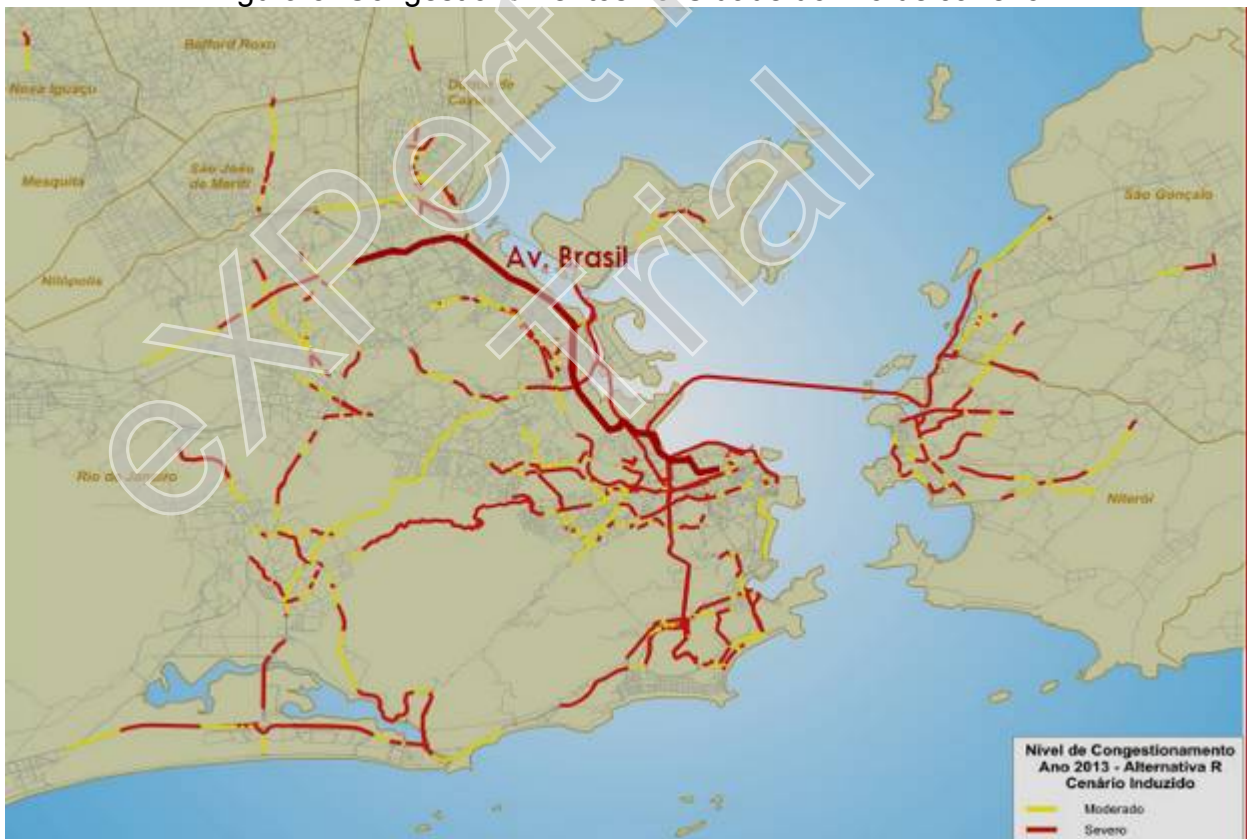 Belford Roxo
Nova Iguaçu
Duque de
Caxias
Mesquita
São João
de Meriti
São Gonçalo
Av. Brasil
Nilópolis
Rio de Janeiro
Niterói
eXPert
Trial
Nível de Congestionamento
Ano 2013 - Alternativa R
Cenário Induzido
Moderado
Severo